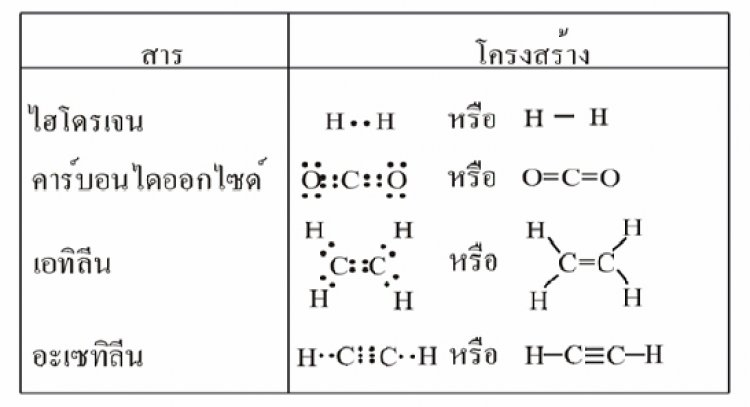 สาร โครงสร้าง
ไฮโดรเจน H••H หรือ H — H
คาร์บอนไดออกไซด์ O::C::O หรือ O=C=O
H H H H
เอทิลีน C::C หรือ C=C
H H H H
อะเซทิลีน H••C:::C••H หรือ H—C≡C—H